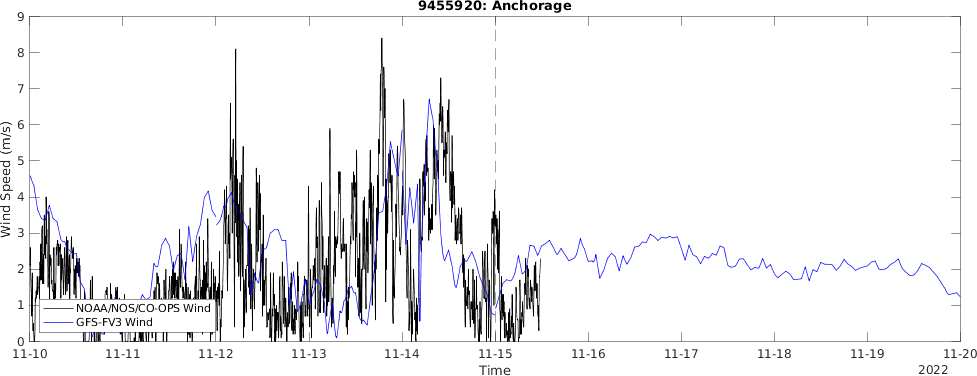 9455920: Anchorage
9
8
7
6
5
4
3
2
1
0
Wind Speed (m/s)
NOAA/NOS/CO-OPS Wind
GFS-FV3 Wind
11-10 11-11 11-12 11-13 11-14 11-15 11-16 11-17 11-18 11-19 11-20
Time
2022